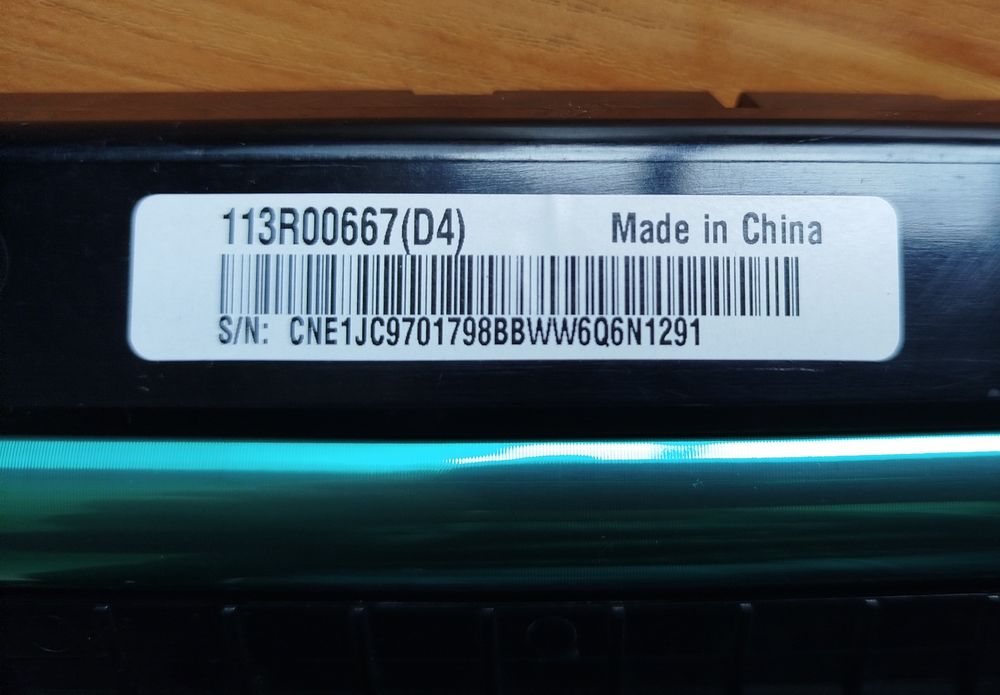 113R00667(D4)
Made in China
S/N: CNE1JC9701798BBWW6Q6N1291